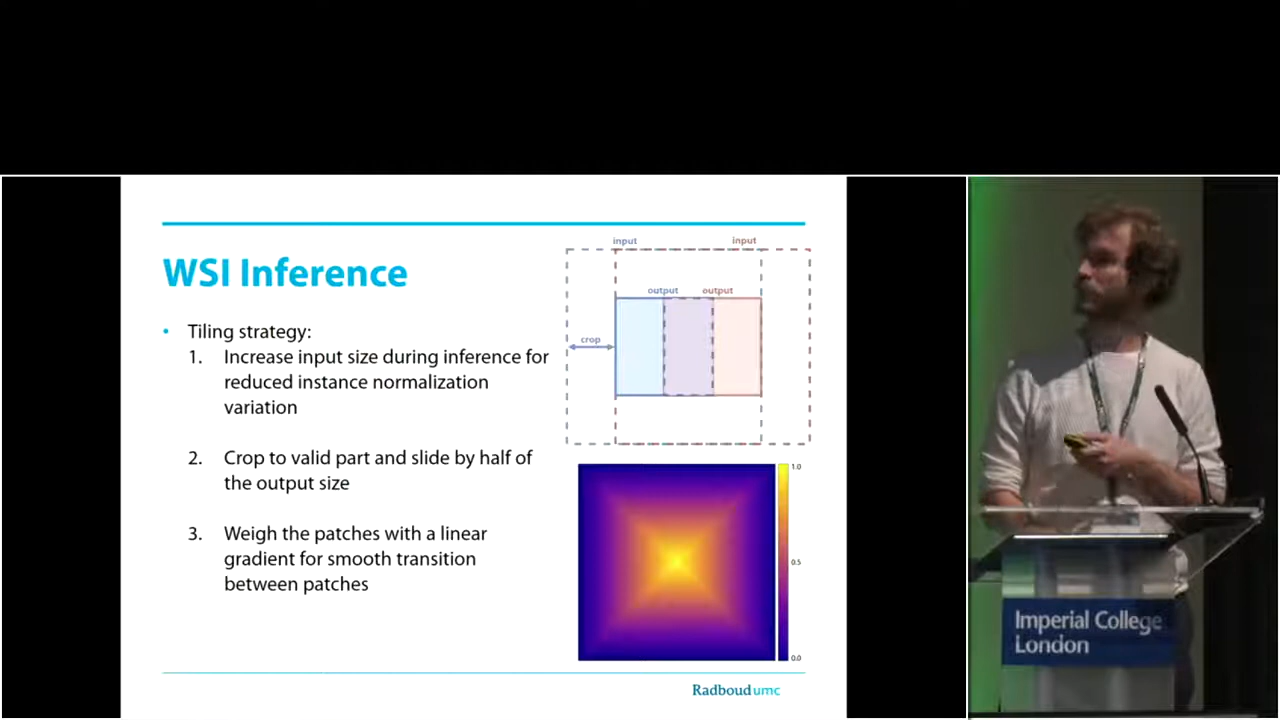 WSI Inference
• Tiling strategy:
1. Increase input size during inference for
reduced instance normalization
variation
2. Crop to valid part and slide by half of
the output size
3. Weigh the patches with a linear
gradient for smooth transition
between patches
input input
output output
crop
1.0
0.5
0.0
Radboudumc
Imperial College
London